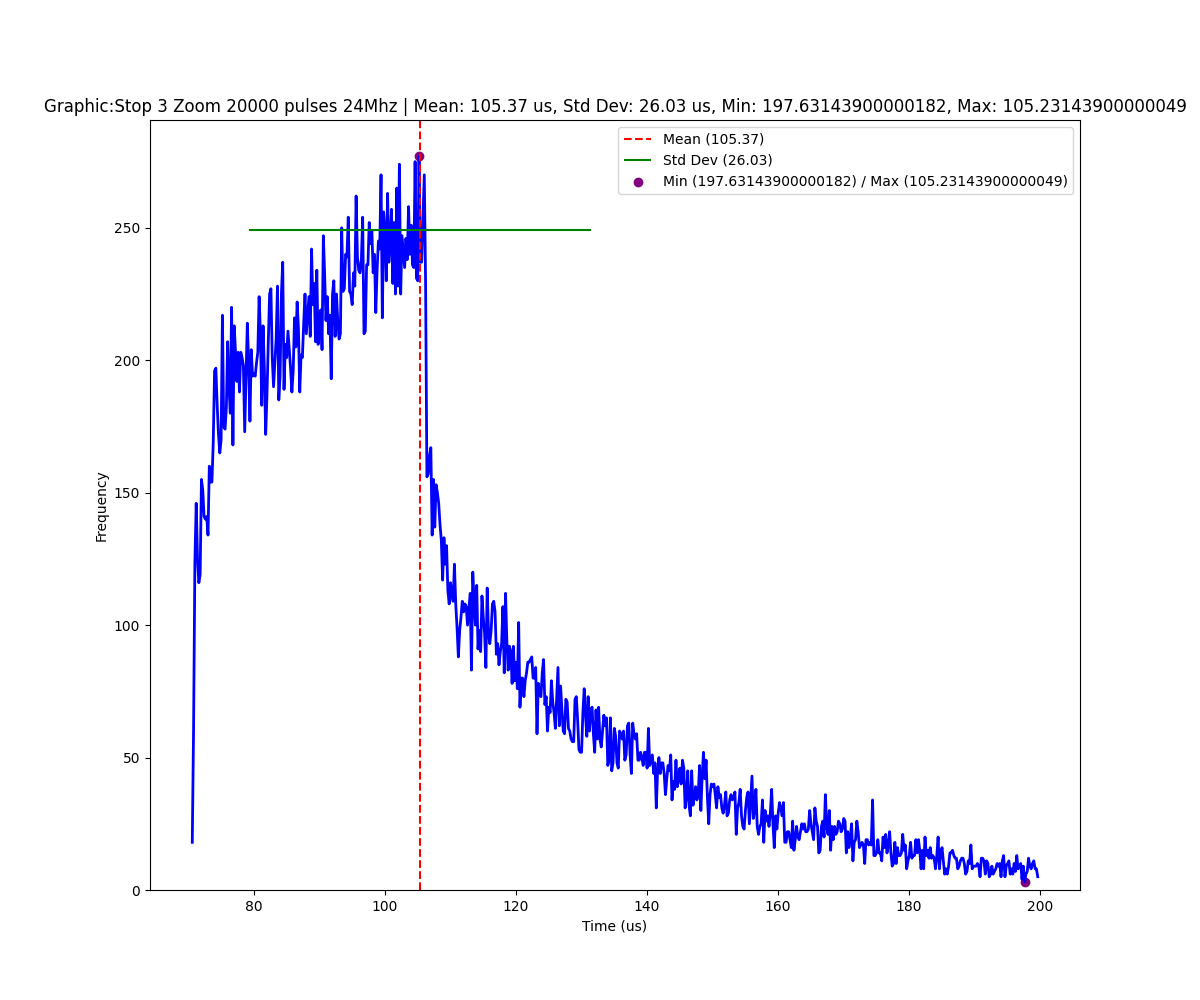 Graphic:Stop 3 Zoom 20000 pulses 24Mhz | Mean: 105.37 us, Std Dev: 26.03 us, Min: 197.63143900000182, Max: 105.23143900000049
Mean (105.37)
Std Dev (26.03)
Min (197.63143900000182) / Max (105.23143900000049)
Frequency
250
200
150
100
50
0
80 100 120 140 160 180 200
Time (us)